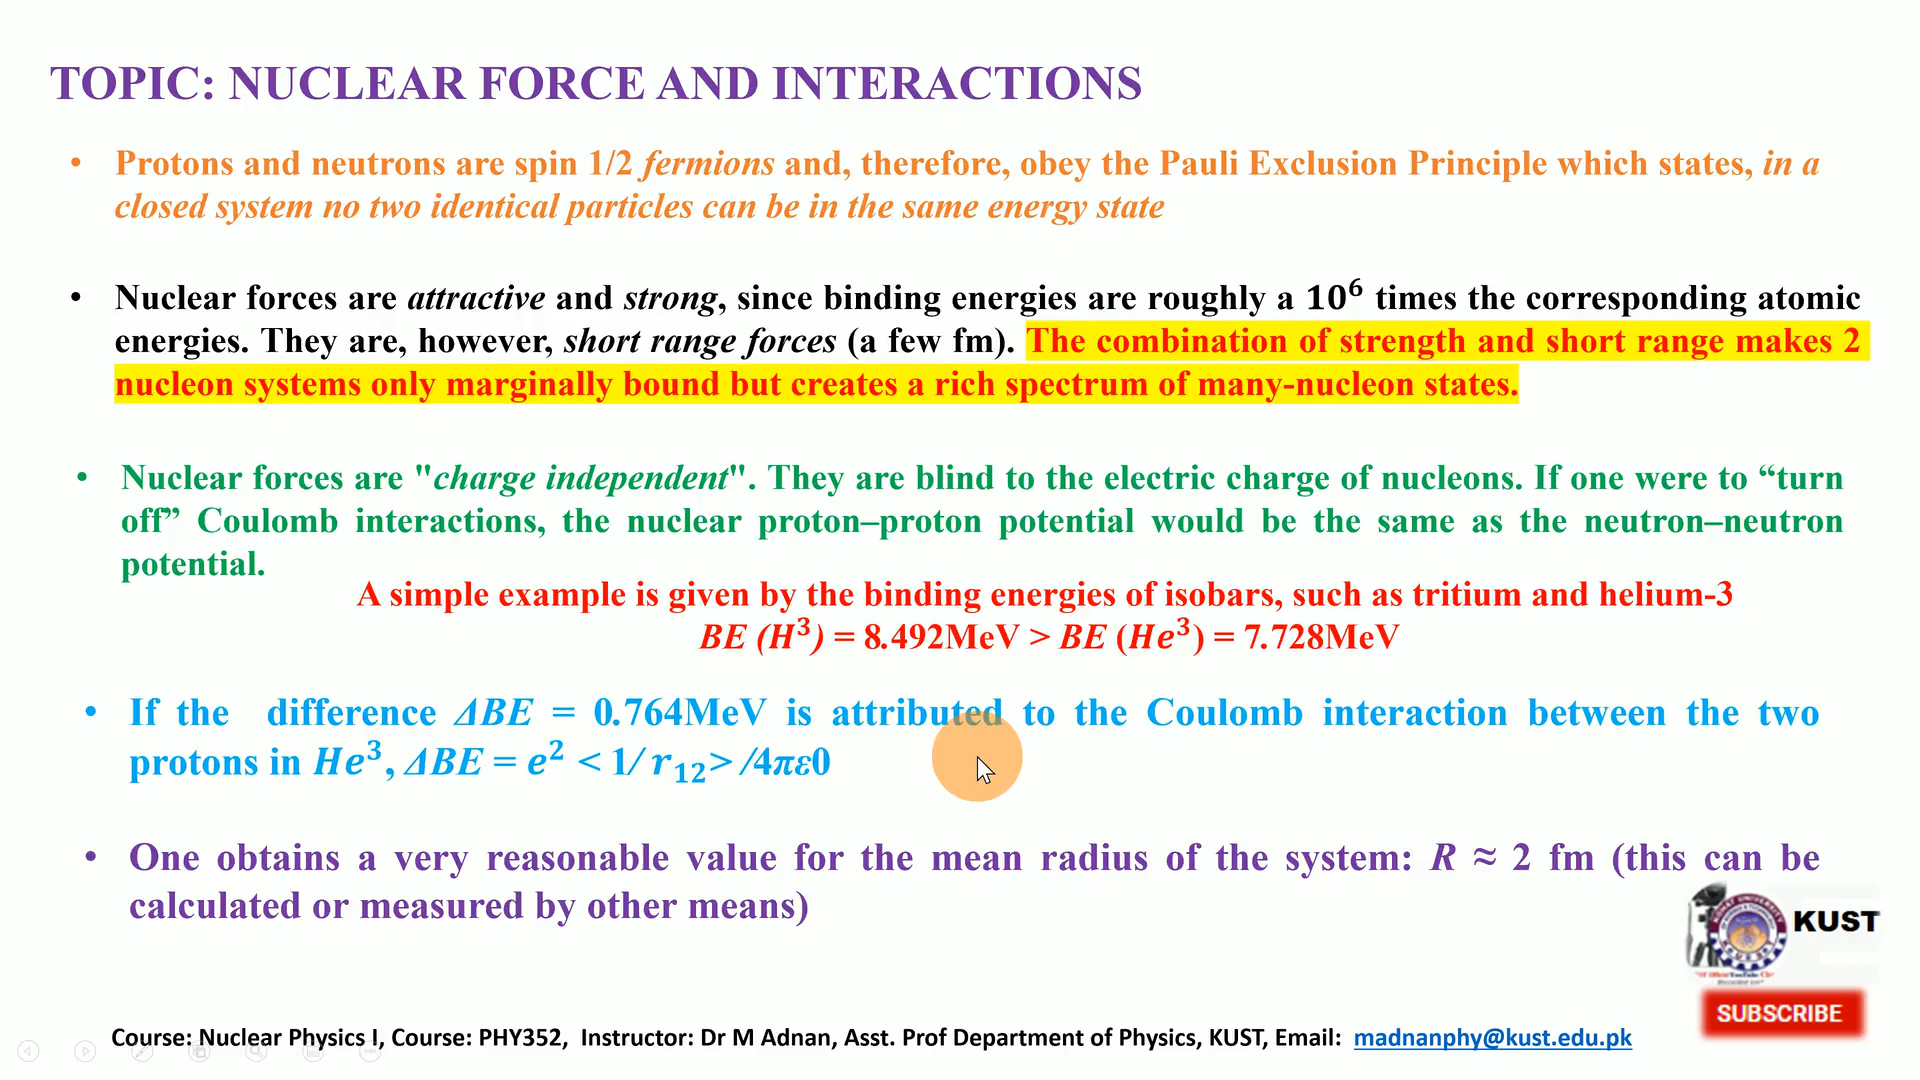 TOPIC: NUCLEAR FORCE AND INTERACTIONS
• Protons and neutrons are spin 1/2 fermions and, therefore, obey the Pauli Exclusion Principle which states, in a
closed system no two identical particles can be in the same energy state
• Nuclear forces are attractive and strong, since binding energies are roughly a 10⁶ times the corresponding atomic
energies. They are, however, short range forces (a few fm). The combination of strength and short range makes 2
nucleon systems only marginally bound but creates a rich spectrum of many-nucleon states.
• Nuclear forces are "charge independent". They are blind to the electric charge of nucleons. If one were to “turn
off” Coulomb interactions, the nuclear proton–proton potential would be the same as the neutron–neutron
potential.
A simple example is given by the binding energies of isobars, such as tritium and helium-3
BE (H³) = 8.492MeV > BE (He³) = 7.728MeV
• If the difference ΔBE = 0.764MeV is attributed to the Coulomb interaction between the two
protons in He³, ΔBE = e² < 1/ r₁₂> /4πε0
• One obtains a very reasonable value for the mean radius of the system: R ≈ 2 fm (this can be
calculated or measured by other means)
KUST
SUBSCRIBE
Course: Nuclear Physics I, Course: PHY352, Instructor: Dr M Adnan, Asst. Prof Department of Physics, KUST, Email: madnanphy@kust.edu.pk